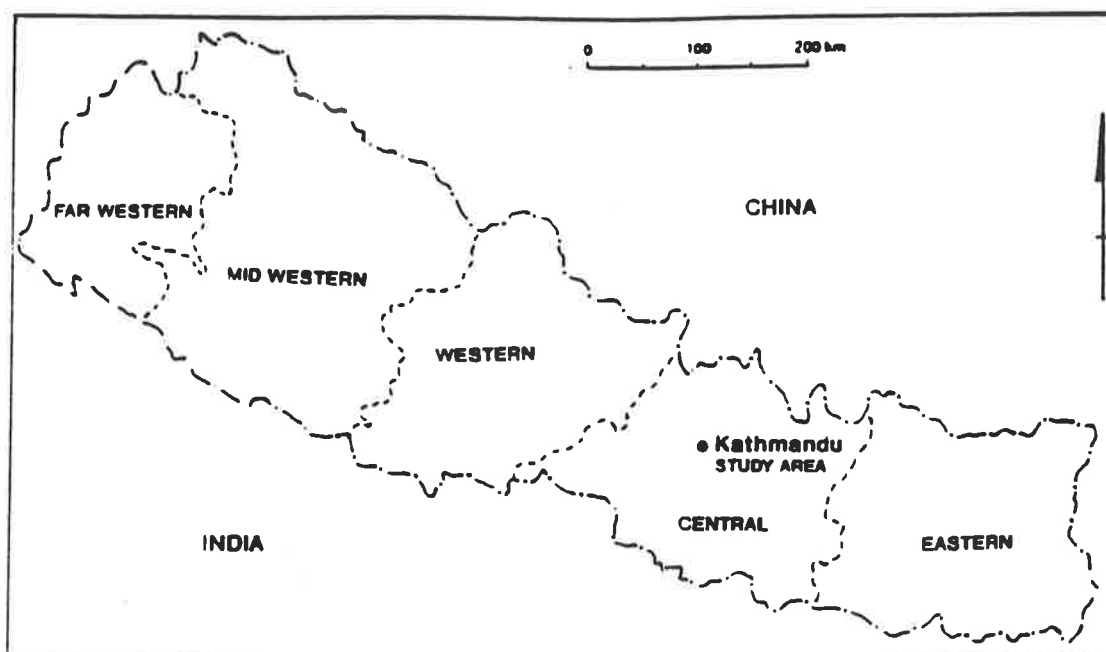 0 100 200 km
CHINA
FAR WESTERN
MID WESTERN
WESTERN
Kathmandu
STUDY AREA
CENTRAL
INDIA
EASTERN